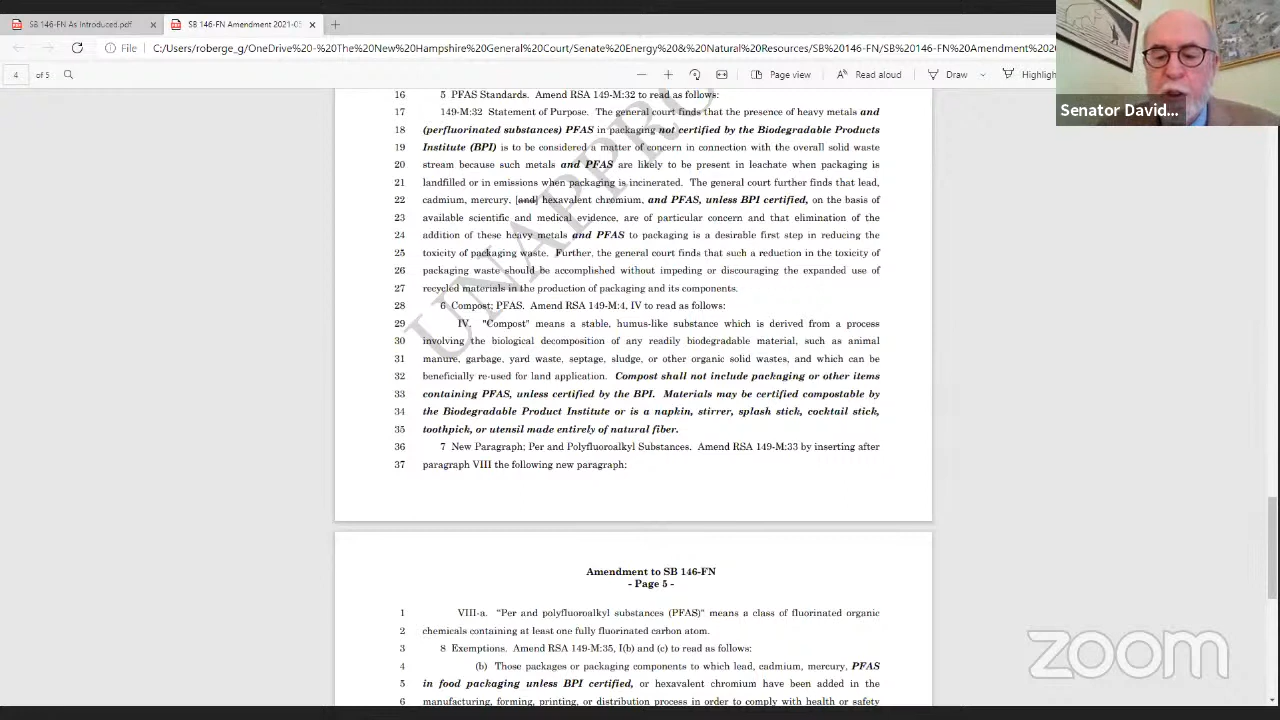 SB 146-FN As Introduced.pdf
SB 146-FN Amendment 2021-05
File
C:/Users/roberge_g/OneDrive%20-%20The%20New%20Hampshire%20General%20Court/Senate%20Energy%20&%20Natural%20Resources/SB%20146-FN/SB%20146-FN%20Amendment%20
4 of 5
Page view
Read aloud
Draw
Highligh
Senator David...
UNAPPRO
16 5 PFAS Standards. Amend RSA 149-M:32 to read as follows:
17 149-M:32 Statement of Purpose. The general court finds that the presence of heavy metals and
18 (perfluorinated substances) PFAS in packaging not certified by the Biodegradable Products
19 Institute (BPI) is to be considered a matter of concern in connection with the overall solid waste
20 stream because such metals and PFAS are likely to be present in leachate when packaging is
21 landfilled or in emissions when packaging is incinerated. The general court further finds that lead,
22 cadmium, mercury, [and] hexavalent chromium, and PFAS, unless BPI certified, on the basis of
23 available scientific and medical evidence, are of particular concern and that elimination of the
24 addition of these heavy metals and PFAS to packaging is a desirable first step in reducing the
25 toxicity of packaging waste. Further, the general court finds that such a reduction in the toxicity of
26 packaging waste should be accomplished without impeding or discouraging the expanded use of
27 recycled materials in the production of packaging and its components.
28 6 Compost; PFAS. Amend RSA 149-M:4, IV to read as follows:
29 IV. "Compost" means a stable, humus-like substance which is derived from a process
30 involving the biological decomposition of any readily biodegradable material, such as animal
31 manure, garbage, yard waste, septage, sludge, or other organic solid wastes, and which can be
32 beneficially re-used for land application. Compost shall not include packaging or other items
33 containing PFAS, unless certified by the BPI. Materials may be certified compostable by
34 the Biodegradable Product Institute or is a napkin, stirrer, splash stick, cocktail stick,
35 toothpick, or utensil made entirely of natural fiber.
36 7 New Paragraph; Per and Polyfluoroalkyl Substances. Amend RSA 149-M:33 by inserting after
37 paragraph VIII the following new paragraph:
Amendment to SB 146-FN
- Page 5 -
1 VIII-a. "Per and polyfluoroalkyl substances (PFAS)" means a class of fluorinated organic
2 chemicals containing at least one fully fluorinated carbon atom.
3 8 Exemptions. Amend RSA 149-M:35, I(b) and (c) to read as follows:
4 (b) Those packages or packaging components to which lead, cadmium, mercury, PFAS
5 in food packaging unless BPI certified, or hexavalent chromium have been added in the
6 manufacturing, forming, printing, or distribution process in order to comply with health or safety
zoom